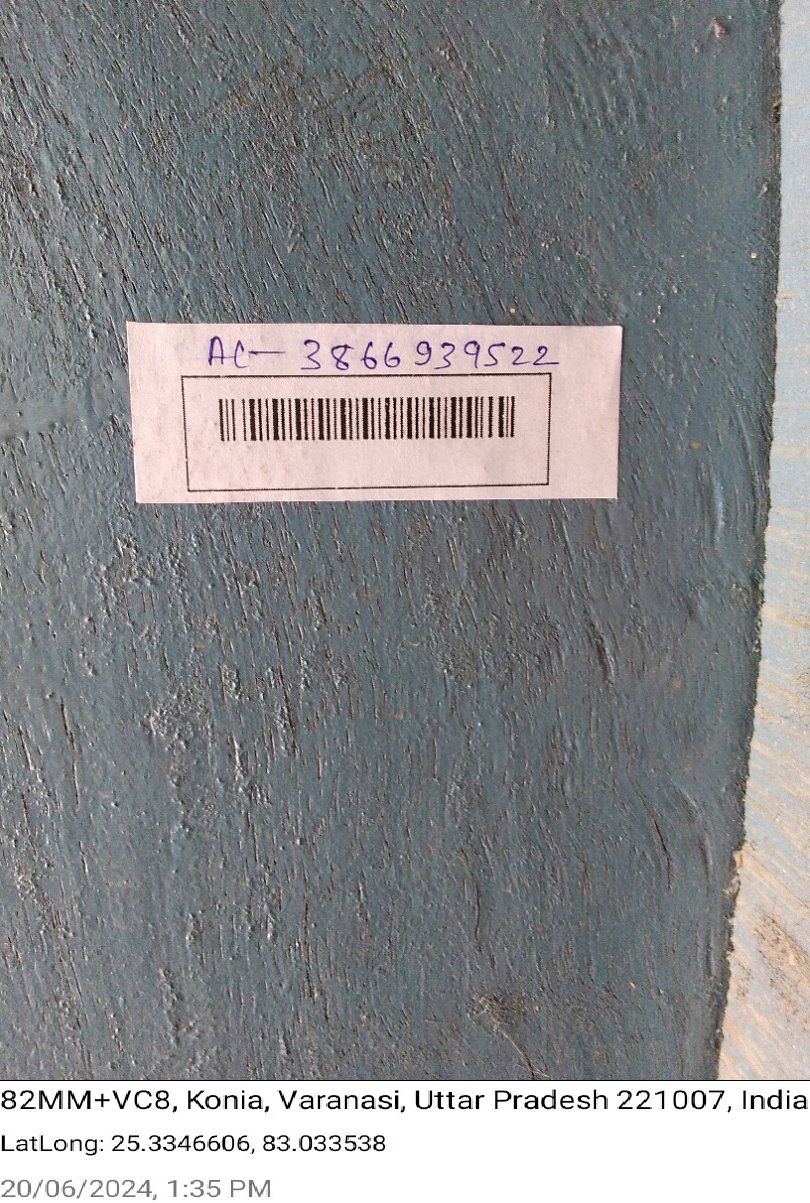 AC- 3866939522
82MM+VC8, Konia, Varanasi, Uttar Pradesh 221007, India
LatLong: 25.3346606, 83.033538
20/06/2024, 1:35 PM